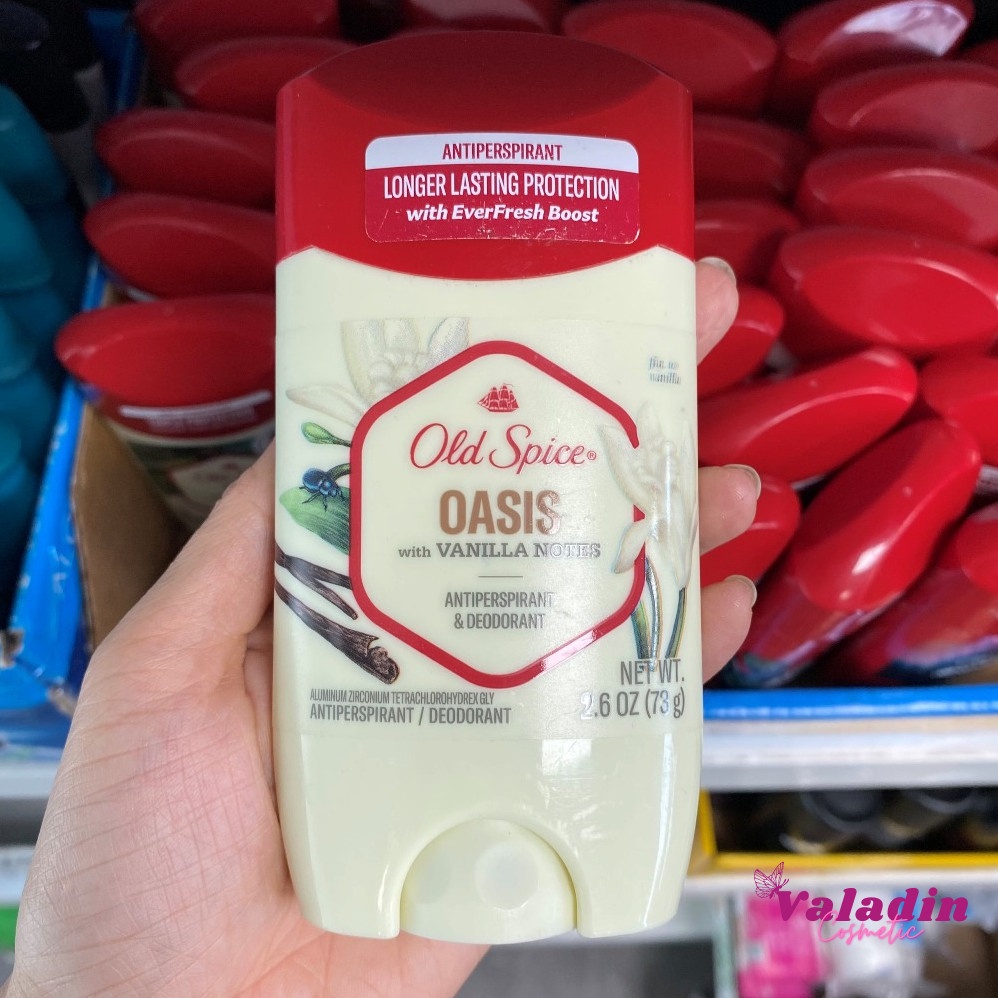 ANTIPERSPIRANT
LONGER LASTING PROTECTION
with EverFresh Boost
vanilla
Old Spice®
OASIS
with VANILLA NOTES
ANTIPERSPIRANT
& DEODORANT
NET WT.
2.6 OZ (73 g)
ALUMINUM ZIRCONIUM TETRACHLOROHYDREX GLY
ANTIPERSPIRANT / DEODORANT
Valadin
Cosmetic